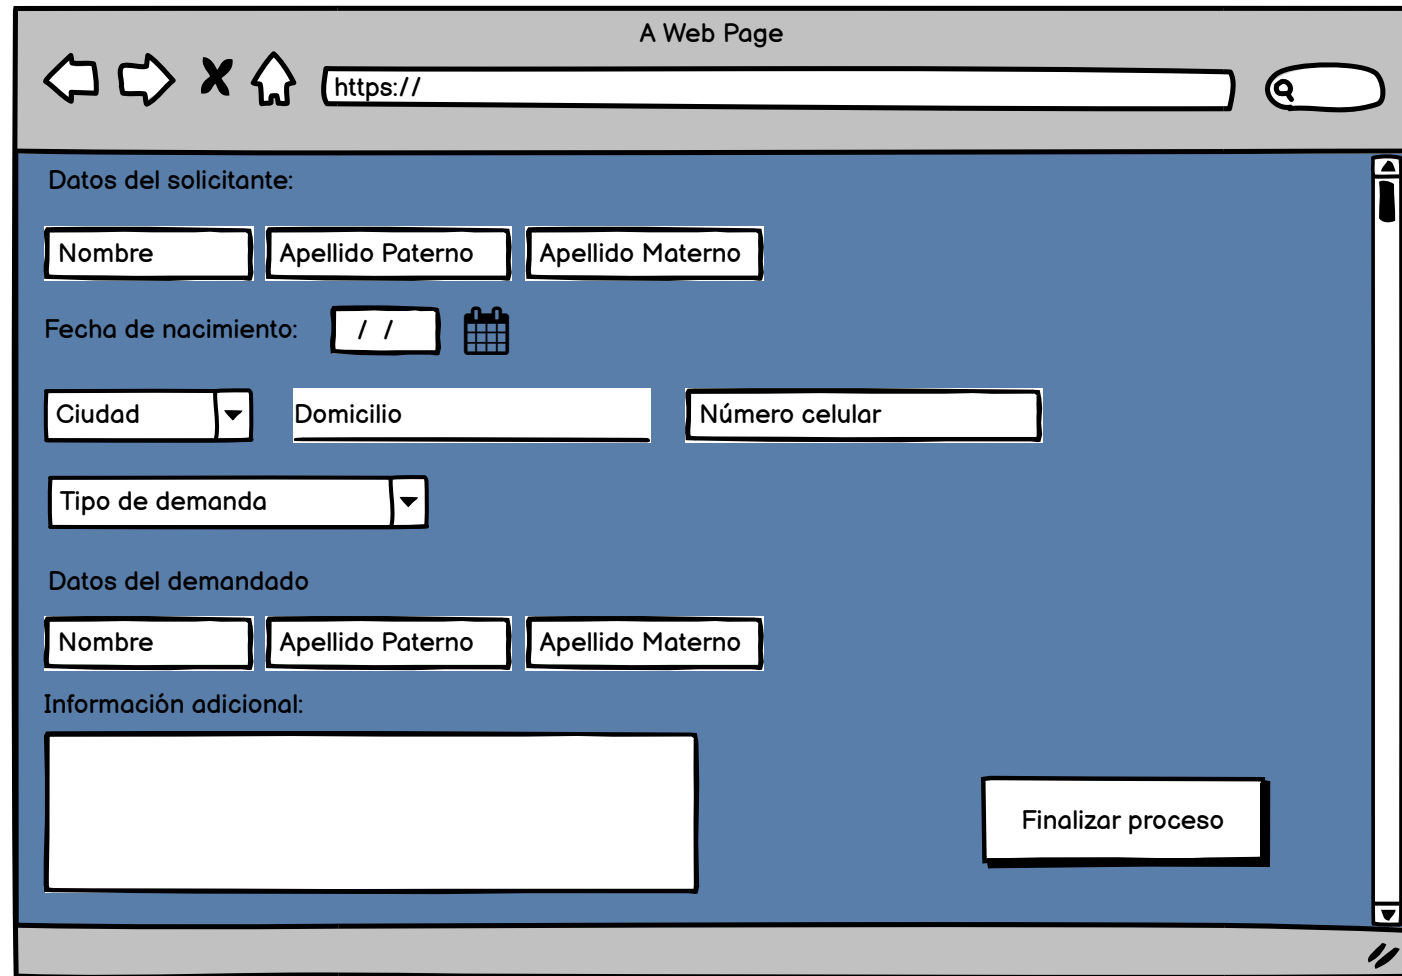 A Web Page
https://
Datos del solicitante:
Nombre Apellido Paterno Apellido Materno
Fecha de nacimiento: / /
Ciudad Domicilio Número celular
Tipo de demanda
Datos del demandado
Nombre Apellido Paterno Apellido Materno
Información adicional:
Finalizar proceso